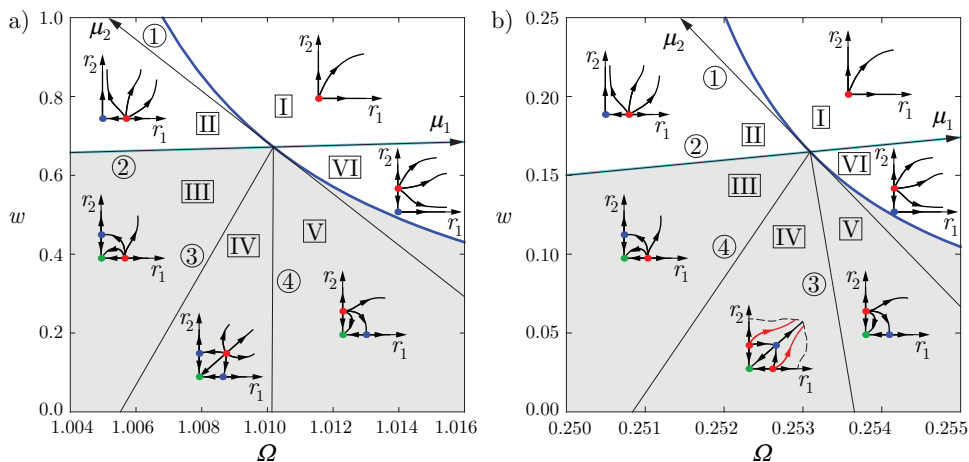 a)
1.0
0.8
0.6
0.4
0.2
0.0
w
1.004
1.006
1.008
1.010
1.012
1.014
1.016
Ω
μ2
①
r2
r1
II
I
r2
r1
μ1
②
III
VI
r2
r1
r2
r1
③
IV
④
V
r2
r1
r2
r1
b)
0.25
0.20
0.15
0.10
0.05
0.00
w
0.250
0.251
0.252
0.253
0.254
0.255
Ω
μ2
①
r2
r1
II
I
r2
r1
μ1
②
III
VI
r2
r1
r2
r1
④
IV
③
V
r2
r1
r2
r1